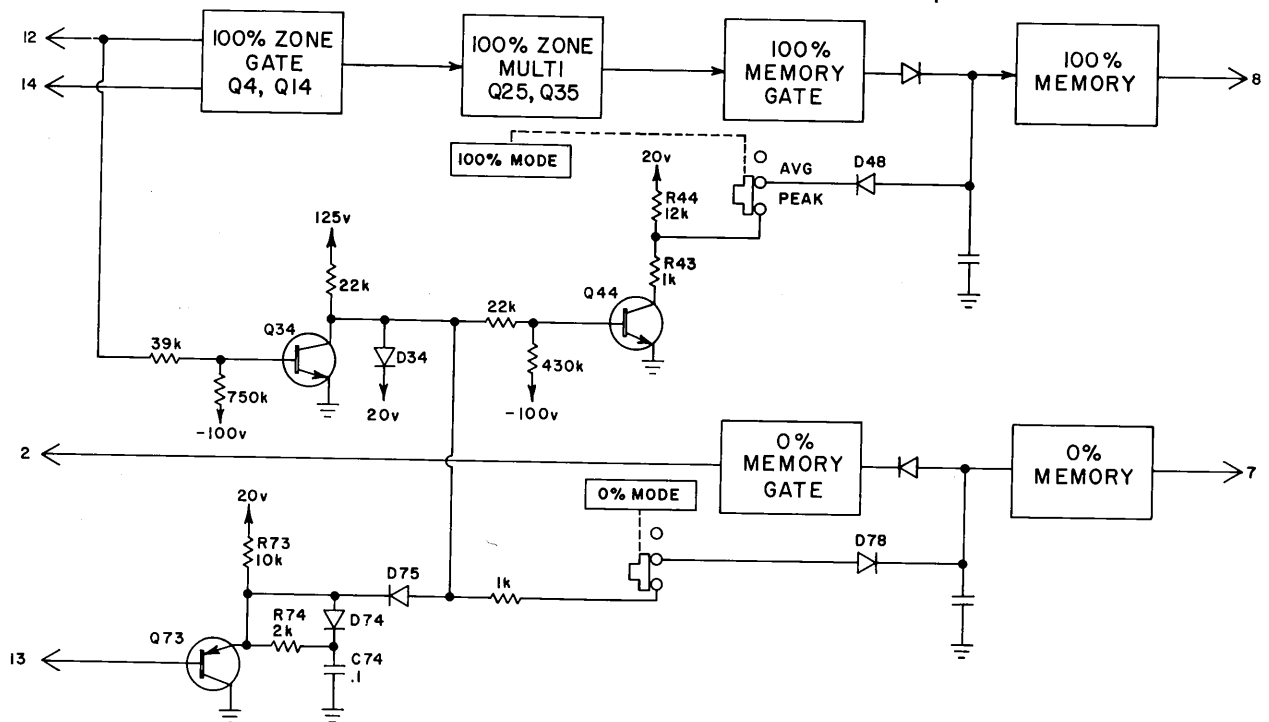 12
14
100% ZONE
GATE
Q4, Q14
100% ZONE
MULTI
Q25, Q35
100%
MEMORY
GATE
100%
MEMORY
8
100% MODE
20v
R44
12k
AVG
PEAK
D48
125v
22k
R43
1k
Q44
Q34
39k
22k
D34
750k
-100v
20v
430k
-100v
2
0%
MEMORY
GATE
0%
MEMORY
7
0% MODE
20v
R73
10k
D75
1k
D78
R74
2k
D74
Q73
C74
.1
13